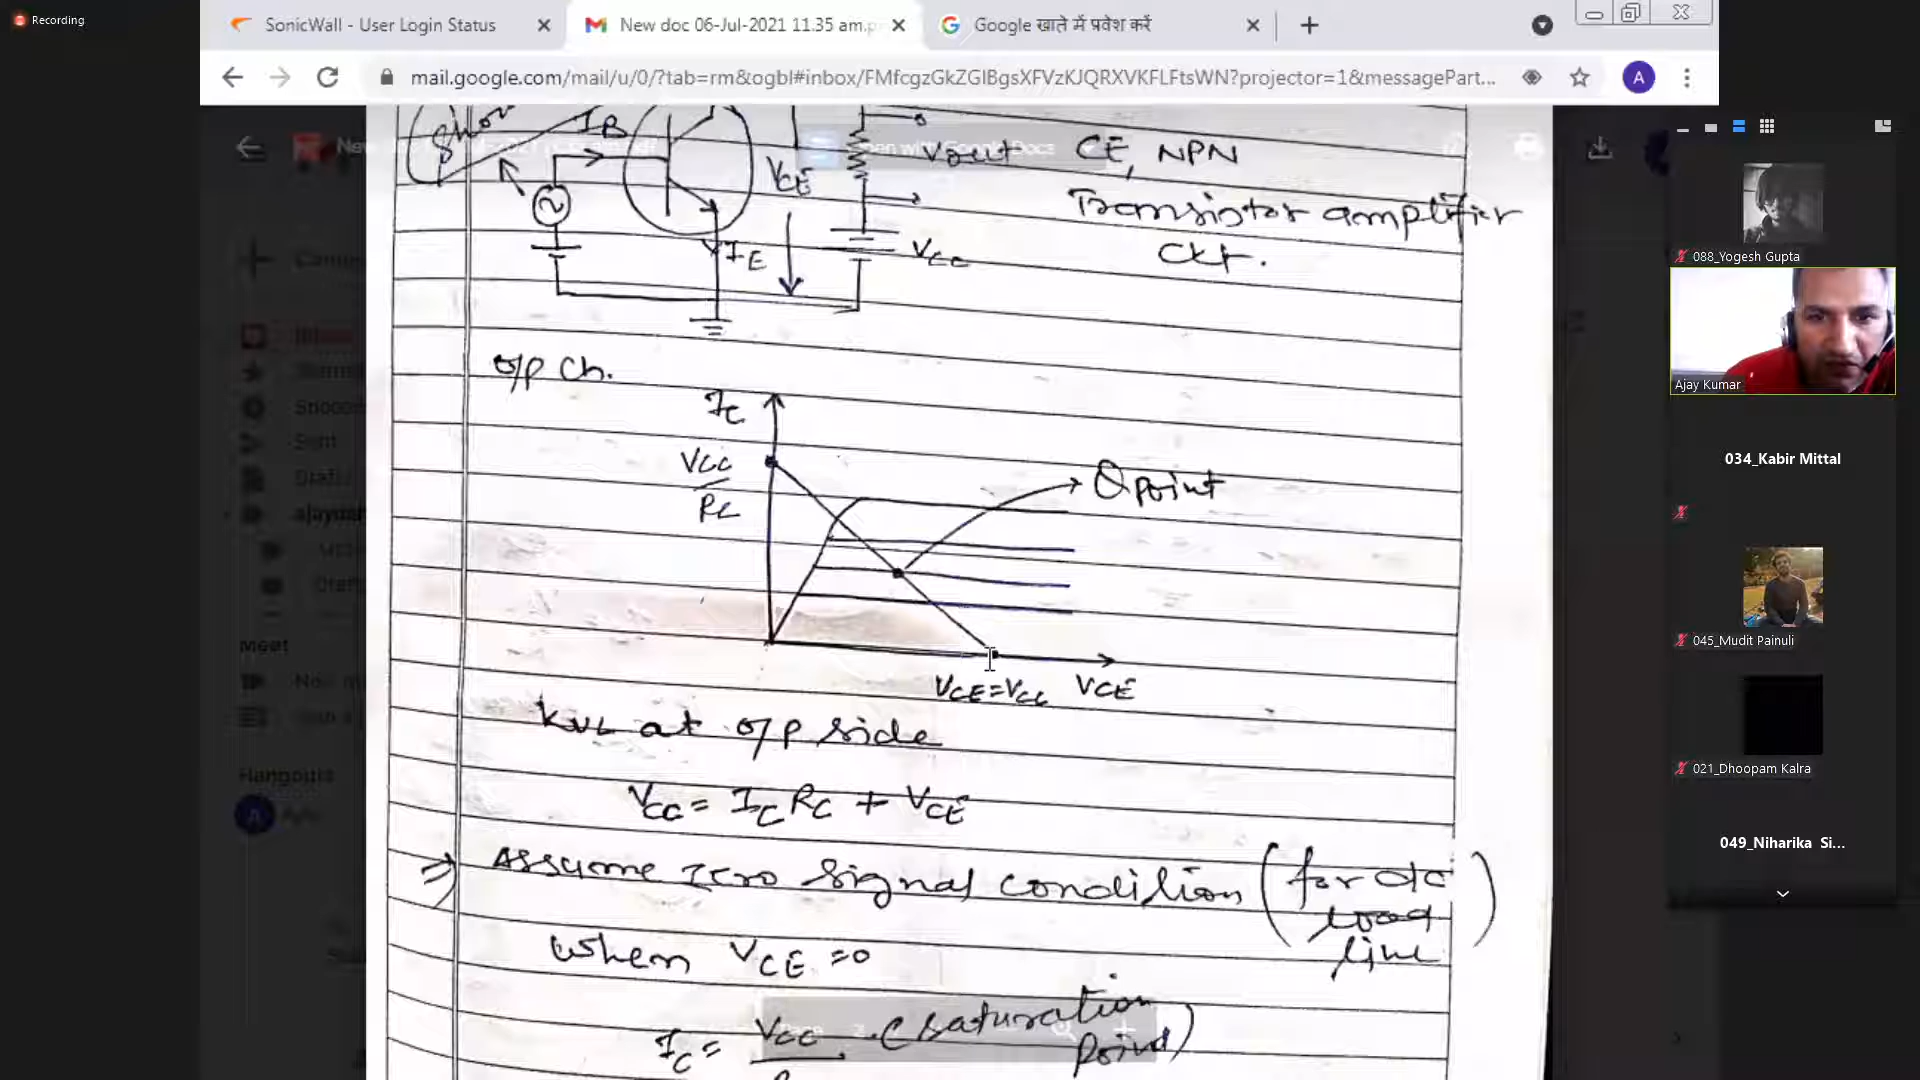 Recording
SonicWall - User Login Status
New doc 06-Jul-2021 11.35 am.p
Google खाते में प्रवेश करें
mail.google.com/mail/u/0/?tab=rm&ogbl#inbox/FMfcgzGkZGlBgsXFVzKJQRXVKFLFtsWN?projector=1&messagePart...
A
Short
IB
VCE
Vout
CE, NPN
Transistor amplifier
Ckt.
IE
VCC
O/P Ch.
IC
VCC
RC
Q point
VCE=VCC
VCE
KVL at O/P side
VCC = IC RC + VCE
⇒ Assume zero signal condition (for d/c
load
line)
When VCE =0
IC = VCC (saturation
point)
Meet
Hangouts
A
088_Yogesh Gupta
Ajay Kumar
034_Kabir Mittal
045_Mudit Painuli
021_Dhoopam Kalra
049_Niharika Si...